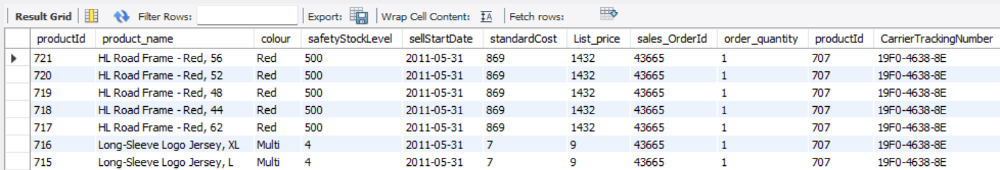 Result Grid Filter Rows: Export: Wrap Cell Content: Fetch rows:
productId product_name colour safetyStockLevel sellStartDate standardCost List_price sales_OrderId order_quantity productId CarrierTrackingNumber
721 HL Road Frame - Red, 56 Red 500 2011-05-31 869 1432 43665 1 707 19F0-4638-8E
720 HL Road Frame - Red, 52 Red 500 2011-05-31 869 1432 43665 1 707 19F0-4638-8E
719 HL Road Frame - Red, 48 Red 500 2011-05-31 869 1432 43665 1 707 19F0-4638-8E
718 HL Road Frame - Red, 44 Red 500 2011-05-31 869 1432 43665 1 707 19F0-4638-8E
717 HL Road Frame - Red, 62 Red 500 2011-05-31 869 1432 43665 1 707 19F0-4638-8E
716 Long-Sleeve Logo Jersey, XL Multi 4 2011-05-31 7 9 43665 1 707 19F0-4638-8E
715 Long-Sleeve Logo Jersey, L Multi 4 2011-05-31 7 9 43665 1 707 19F0-4638-8E